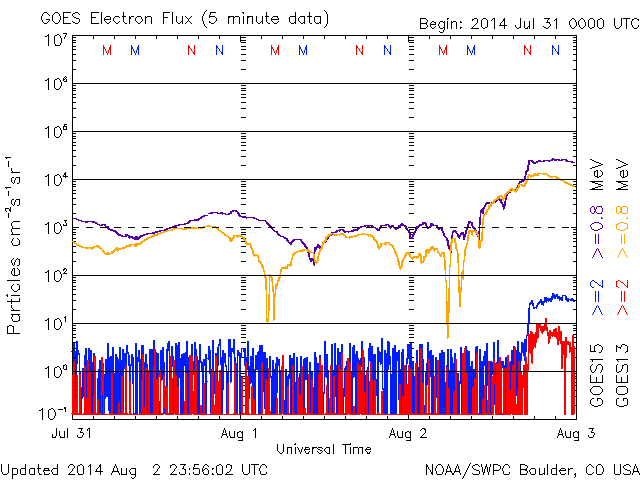 GOES Electron Flux (5 minute data)
Begin: 2014 Jul 31 0000 UTC
M M N N M M N N M M N N
10^7
10^6
10^5
10^4
10^3
10^2
10^1
10^0
10^-1
Particles cm^-2 s^-1 sr^-1
GOES15 >=2 >=0.8 MeV
GOES13 >=2 >=0.8 MeV
Jul 31 Aug 1 Aug 2 Aug 3
Universal Time
Updated 2014 Aug 2 23:56:02 UTC
NOAA/SWPC Boulder, CO USA